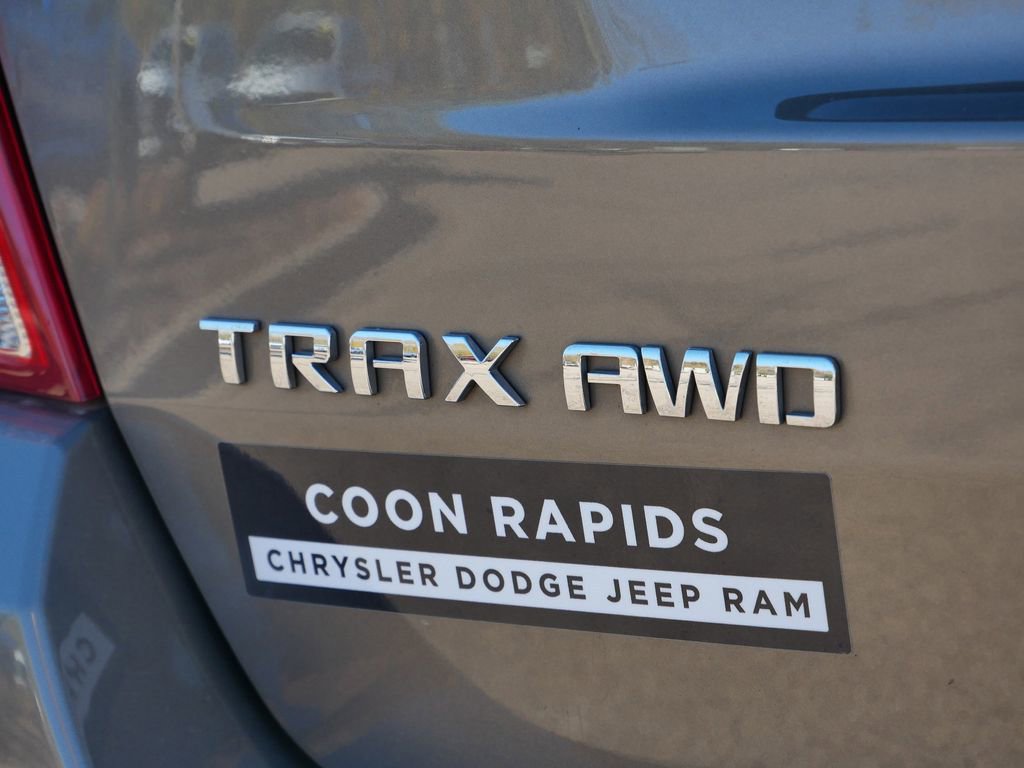 TRAX AWD
COON RAPIDS
CHRYSLER DODGE JEEP RAM